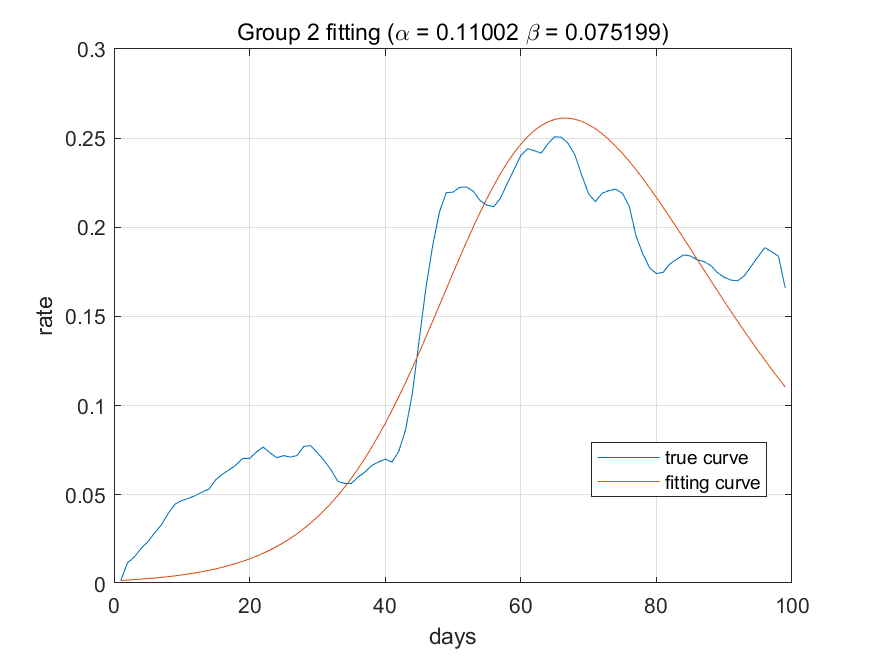 Group 2 fitting (α = 0.11002 β = 0.075199)
0.3
0.25
0.2
0.15
0.1
0.05
0
rate
true curve
fitting curve
0 20 40 60 80 100
days